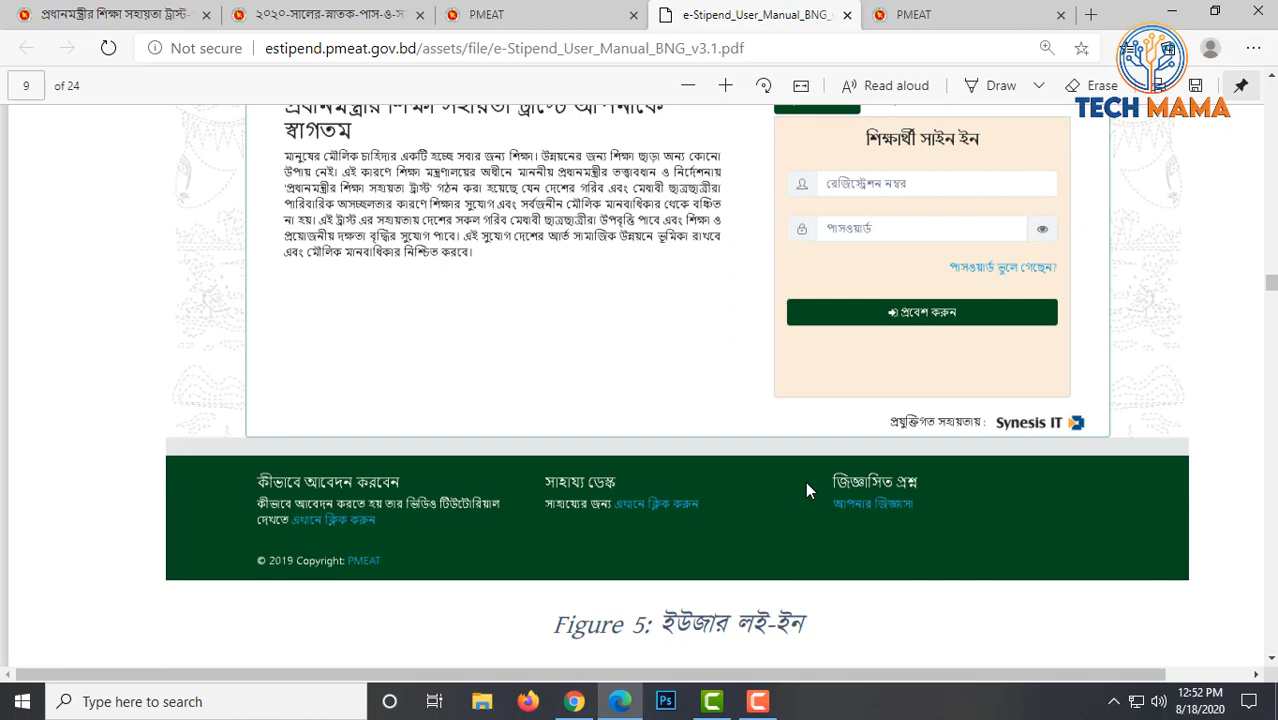 প্রধানমন্ত্রীর শিক্ষা সহায়তা ট্রাস্ট-
২০২০-সালের-স্নাতক-পাস-ও-সমমান
PMEAT
PMEAT
Not secure
estipend.pmeat.gov.bd/assets/file/e-Stipend_User_Manual_BNG_v3.1.pdf
9 of 24
Read aloud
Draw
Erase
TECH MAMA
প্রধানমন্ত্রীর শিক্ষা সহায়তা ট্রাস্টে আপনাকে
স্বাগতম
মানুষের মৌলিক চাহিদার একটি হচ্ছে সবার জন্য শিক্ষা। উন্নয়নের জন্য শিক্ষা ছাড়া অন্য কোনো
উপায় নেই। এই কারণে শিক্ষা মন্ত্রণালয়ের অধীনে মাননীয় প্রধানমন্ত্রীর তত্ত্বাবধান ও নির্দেশনায়
'প্রধানমন্ত্রীর শিক্ষা সহায়তা ট্রাস্ট' গঠন করা হয়েছে যেন দেশের গরিব এবং মেধাবী ছাত্রছাত্রীরা
পারিবারিক অসচ্ছলতার কারণে শিক্ষার সুযোগ এবং সর্বজনীন মৌলিক মানবাধিকার থেকে বঞ্চিত
না হয়। এই ট্রাস্ট এর সহায়তায় দেশের সকল গরিব মেধাবী ছাত্রছাত্রীরা উপবৃত্তি পাবে এবং শিক্ষা ও
প্রয়োজনীয় দক্ষতা বৃদ্ধির সুযোগ পাবে। এই সুযোগ দেশের আর্ত সামাজিক উন্নয়নে ভূমিকা রাখবে
এবং মৌলিক মানবাধিকার নিশ্চিত করবে।
শিক্ষার্থী সাইন ইন
রেজিস্ট্রেশন নম্বর
পাসওয়ার্ড
পাসওয়ার্ড ভুলে গেছেন?
প্রবেশ করুন
প্রযুক্তিগত সহায়তায় : Synesis IT
কীভাবে আবেদন করবেন
কীভাবে আবেদন করতে হয় তার ভিডিও টিউটোরিয়াল
দেখতে এখানে ক্লিক করুন
সাহায্য ডেস্ক
সাহায্যের জন্য এখানে ক্লিক করুন
জিজ্ঞাসিত প্রশ্ন
আপনার জিজ্ঞাসা
© 2019 Copyright: PMEAT
Figure 5: ইউজার লই-ইন
Type here to search
12:52 PM
8/18/2020